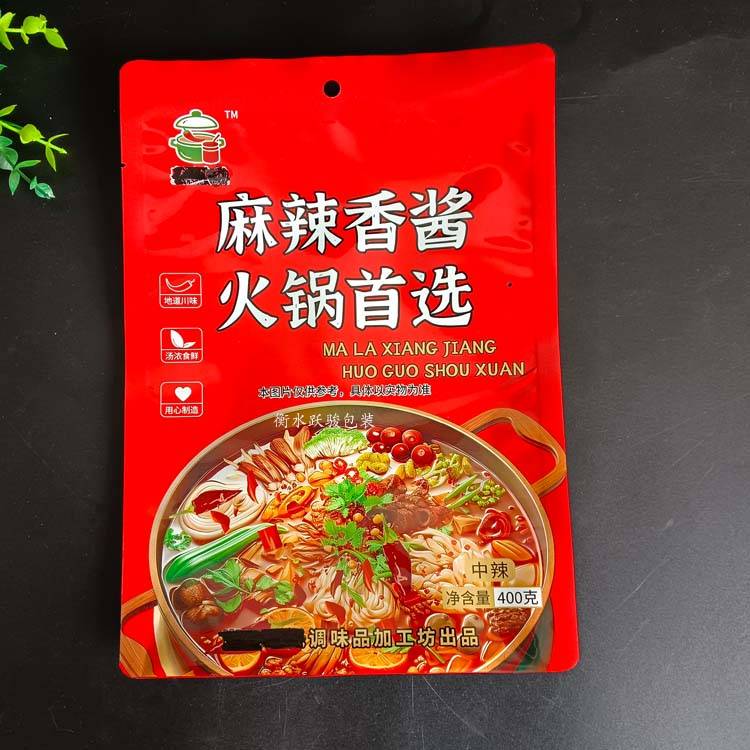 TM
麻辣香酱
火锅首选
地道川味
汤浓食鲜
用心制造
MA LA XIANG JIANG
HUO GUO SHOU XUAN
本图片仅供参考，具体以实物为准
衡水跃骏包装
中辣
净含量 400克
调味品加工坊出品